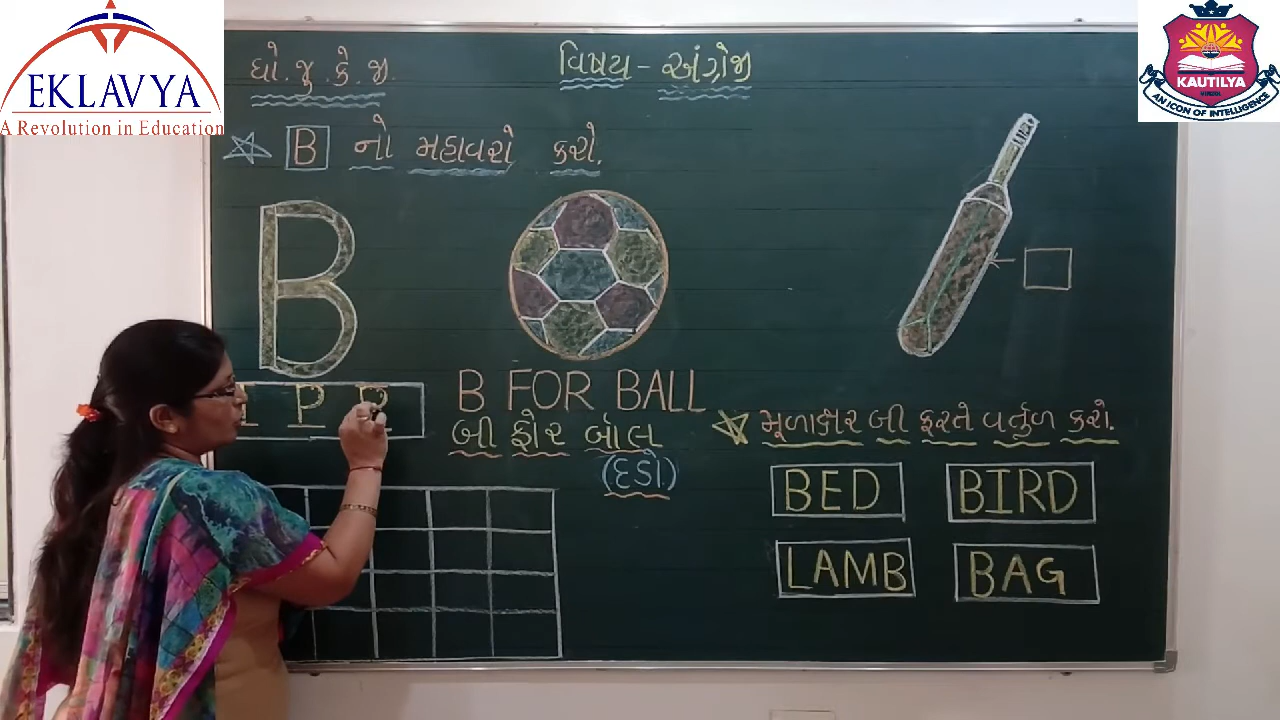 EKLAVYA
A Revolution in Education
KAUTILYA
AN ICON OF INTELLIGENCE
ધો. જુ. કે. જી.
વિષય - અંગ્રેજી
B નો મહાવરો કરો.
B
I P
B FOR BALL
બી ફોર બૉલ
(દડો)
મૂળાક્ષર બી ફરતે વર્તુળ કરો.
BED BIRD
LAMB BAG